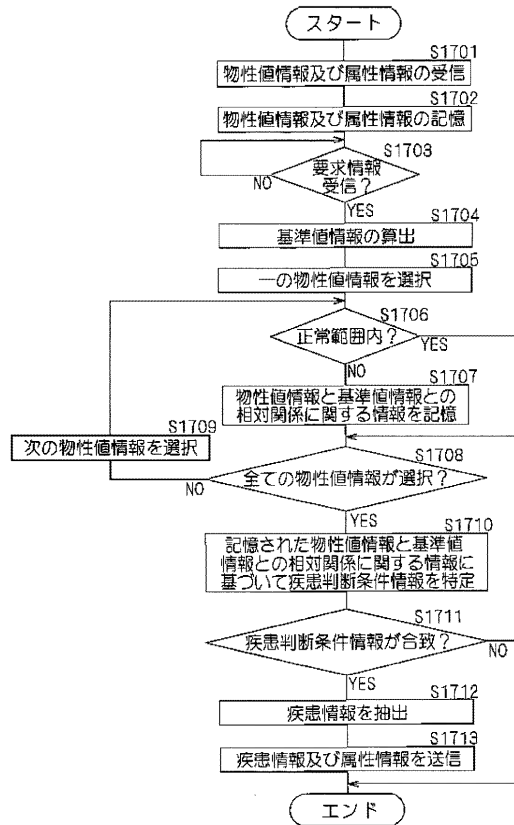 スタート
S1701
物性値情報及び属性情報の受信
S1702
物性値情報及び属性情報の記憶
S1703
要求情報
受信？
NO
YES
S1704
基準値情報の算出
S1705
一の物性値情報を選択
S1706
正常範囲内？
YES
NO
S1707
物性値情報と基準値情報との
相対関係に関する情報を記憶
S1709
次の物性値情報を選択
S1708
全ての物性値情報が選択？
NO
YES
S1710
記憶された物性値情報と基準値
情報との相対関係に関する情報に
基づいて疾患判断条件情報を特定
S1711
疾患判断条件情報が合致？
NO
YES
S1712
疾患情報を抽出
S1713
疾患情報及び属性情報を送信
エンド